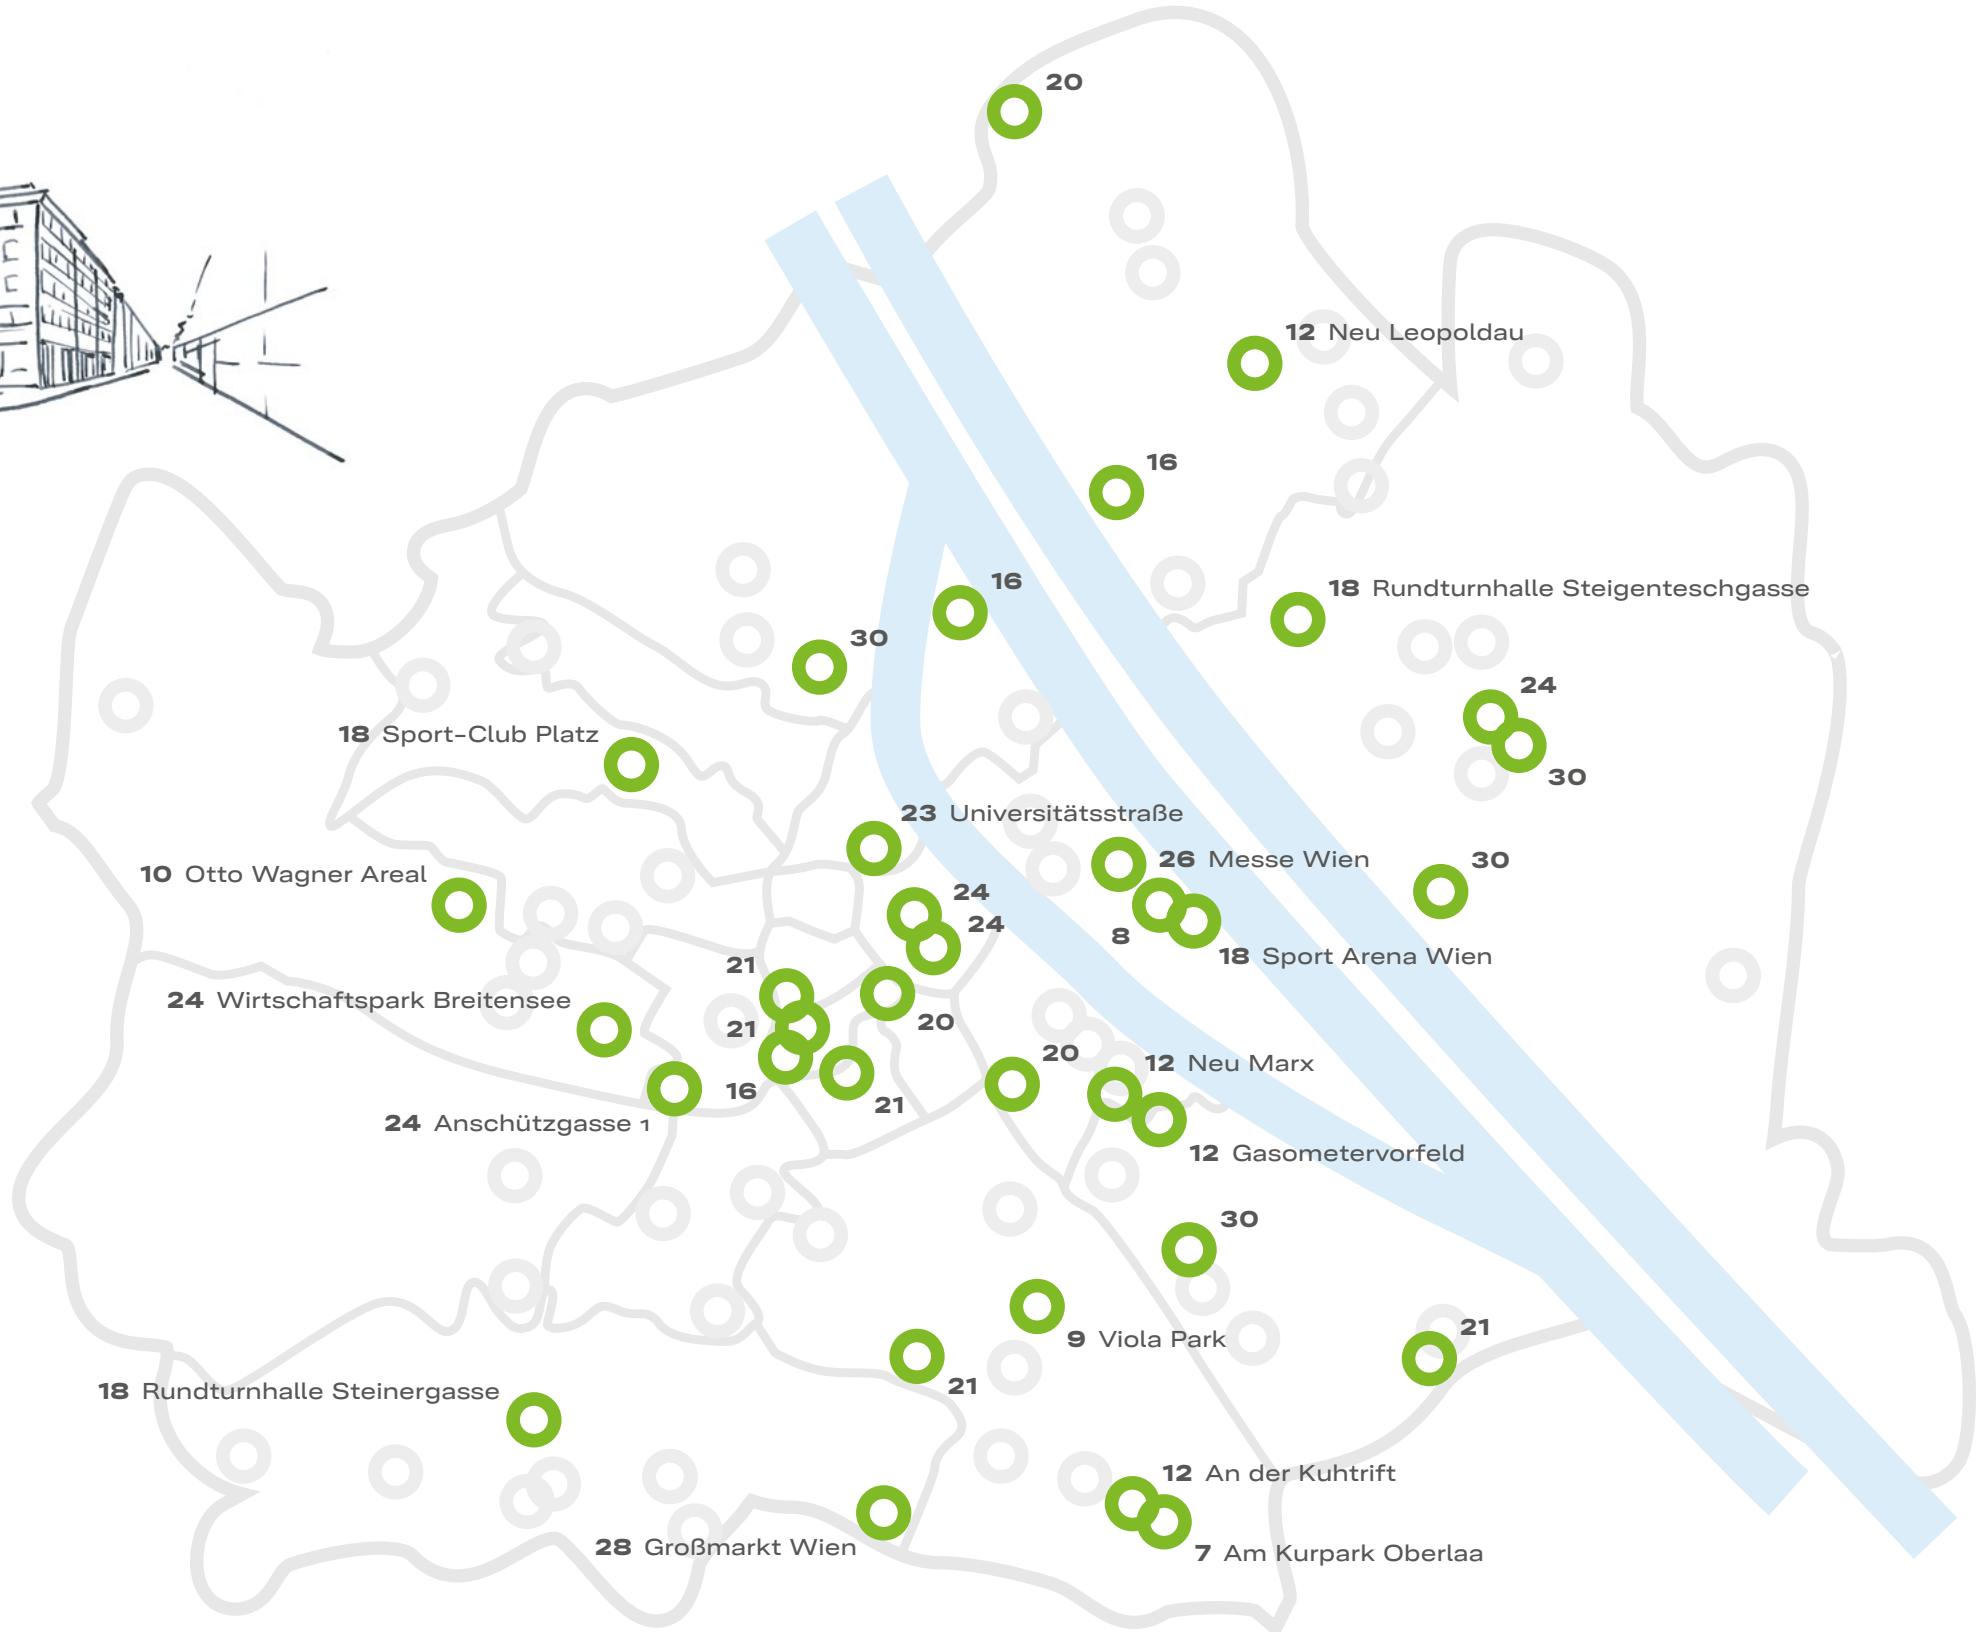 20
12 Neu Leopoldau
16
16
18 Rundturnhalle Steigenteschgasse
30
24
18 Sport-Club Platz
30
23 Universitätsstraße
26 Messe Wien
30
10 Otto Wagner Areal
24
24
8
18 Sport Arena Wien
21
24 Wirtschaftspark Breitensee
21
20
20
12 Neu Marx
16
21
24 Anschützgasse 1
12 Gasometervorfeld
30
21
9 Viola Park
21
18 Rundturnhalle Steinergasse
12 An der Kuhtrift
28 Großmarkt Wien
7 Am Kurpark Oberlaa